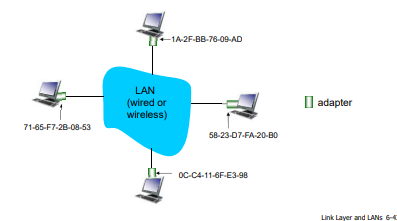 1A-2F-BB-76-09-AD
LAN
(wired or
wireless)
adapter
71-65-F7-2B-08-53
58-23-D7-FA-20-B0
0C-C4-11-6F-E3-98
Link Layer and LANs